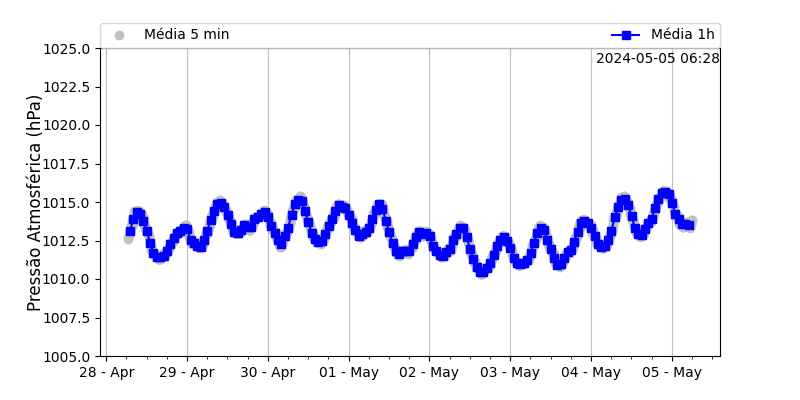 Média 5 min
Média 1h
2024-05-05 06:28
Pressão Atmosférica (hPa)
1025.0
1022.5
1020.0
1017.5
1015.0
1012.5
1010.0
1007.5
1005.0
28 - Apr
29 - Apr
30 - Apr
01 - May
02 - May
03 - May
04 - May
05 - May